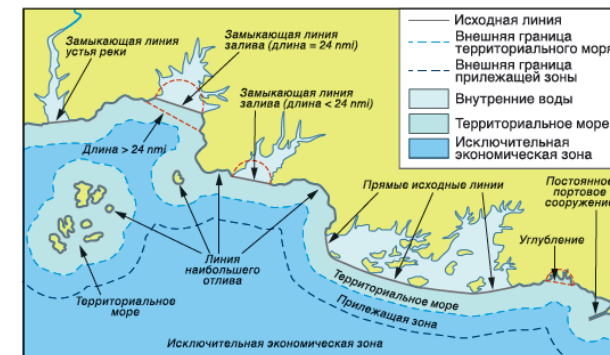 Замыкающая линия
устья реки
Замыкающая линия
залива (длина = 24 nmi)
Замыкающая линия
залива (длина < 24 nmi)
Длина > 24 nmi
Исходная линия
Внешняя граница
территориального моря
Внешняя граница
прилежащей зоны
Внутренние воды
Территориальное море
Исключительная
экономическая зона
Прямые исходные линии
Постоянное
портовое
сооружение
Углубление
Линия
наибольшего
отлива
Территориальное
море
Территориальное море
Прилежащая зона
Исключительная экономическая зона